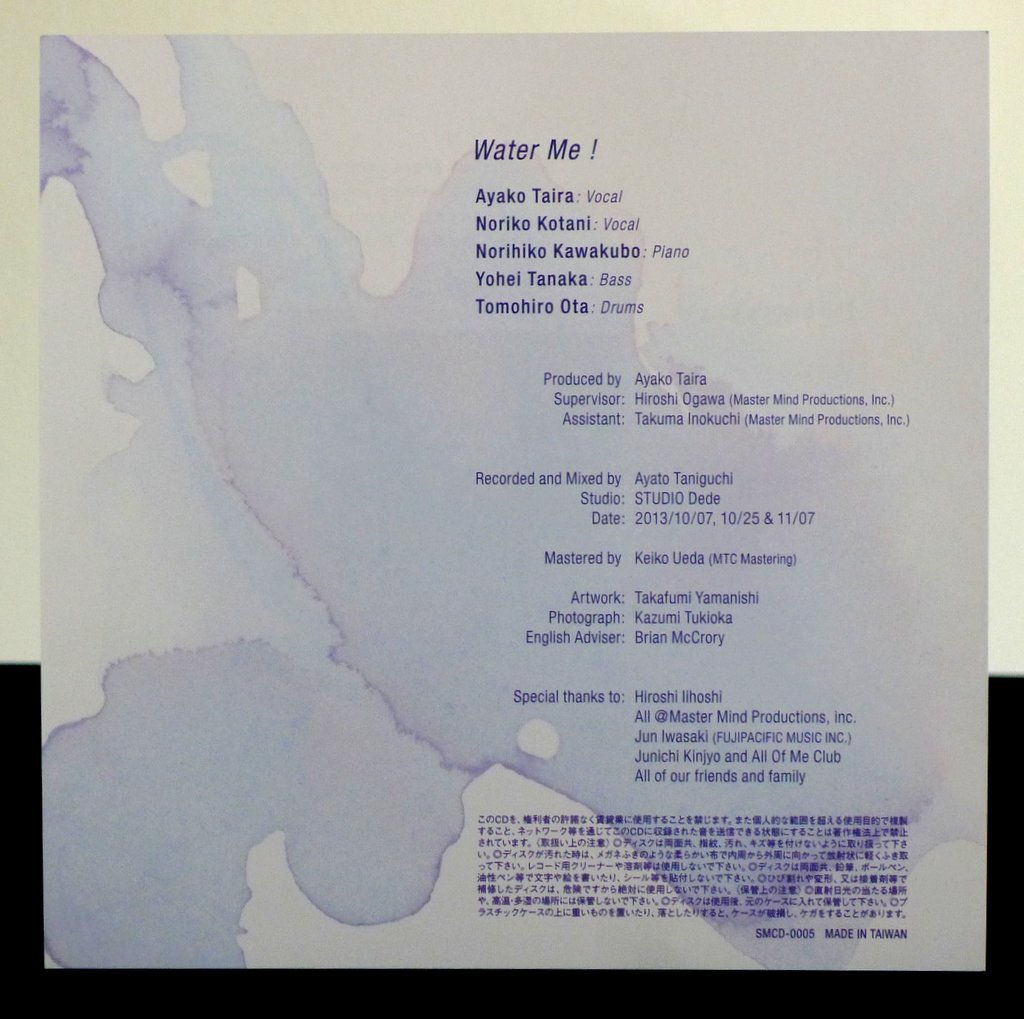 Water Me !
Ayako Taira : Vocal
Noriko Kotani : Vocal
Norihiko Kawakubo : Piano
Yohei Tanaka : Bass
Tomohiro Ota : Drums
Produced by Ayako Taira
Supervisor: Hiroshi Ogawa (Master Mind Productions, Inc.)
Assistant: Takuma Inokuchi (Master Mind Productions, Inc.)
Recorded and Mixed by Ayato Taniguchi
Studio: STUDIO Dede
Date: 2013/10/07, 10/25 & 11/07
Mastered by Keiko Ueda (MTC Mastering)
Artwork: Takafumi Yamanishi
Photograph: Kazumi Tukioka
English Adviser: Brian McCrory
Special thanks to: Hiroshi Iihoshi
All @Master Mind Productions, inc.
Jun Iwasaki (FUJIPACIFIC MUSIC INC.)
Junichi Kinjyo and All Of Me Club
All of our friends and family
このCDを、権利者の許諾なく賃貸業に使用することを禁じます。また個人的な範囲を超える使用目的で複製
すること、ネットワーク等を通じてこのCDに収録された音を送信できる状態にすることは著作権法上で禁止
されています。〈取扱い上の注意〉◎ディスクは両面共、指紋、汚れ、キズ等を付けないように取り扱って下さ
い。◎ディスクが汚れた時は、メガネふきのような柔らかい布で内周から外周に向かって放射状に軽くふき取
って下さい。レコード用クリーナーや溶剤等は使用しないで下さい。◎ディスクは両面共、鉛筆、ボールペン、
油性ペン等で文字や絵を書いたり、シール等を貼付しないで下さい。◎ひび割れや変形、又は接着剤等で
補修したディスクは、危険ですから絶対に使用しないで下さい。〈保管上の注意〉◎直射日光の当たる場所
や、高温・多湿の場所には保管しないで下さい。◎ディスクは使用後、元のケースに入れて保管して下さい。◎プ
ラスチックケースの上に重いものを置いたり、落としたりすると、ケースが破損し、ケガをすることがあります。
SMCD-0005 MADE IN TAIWAN